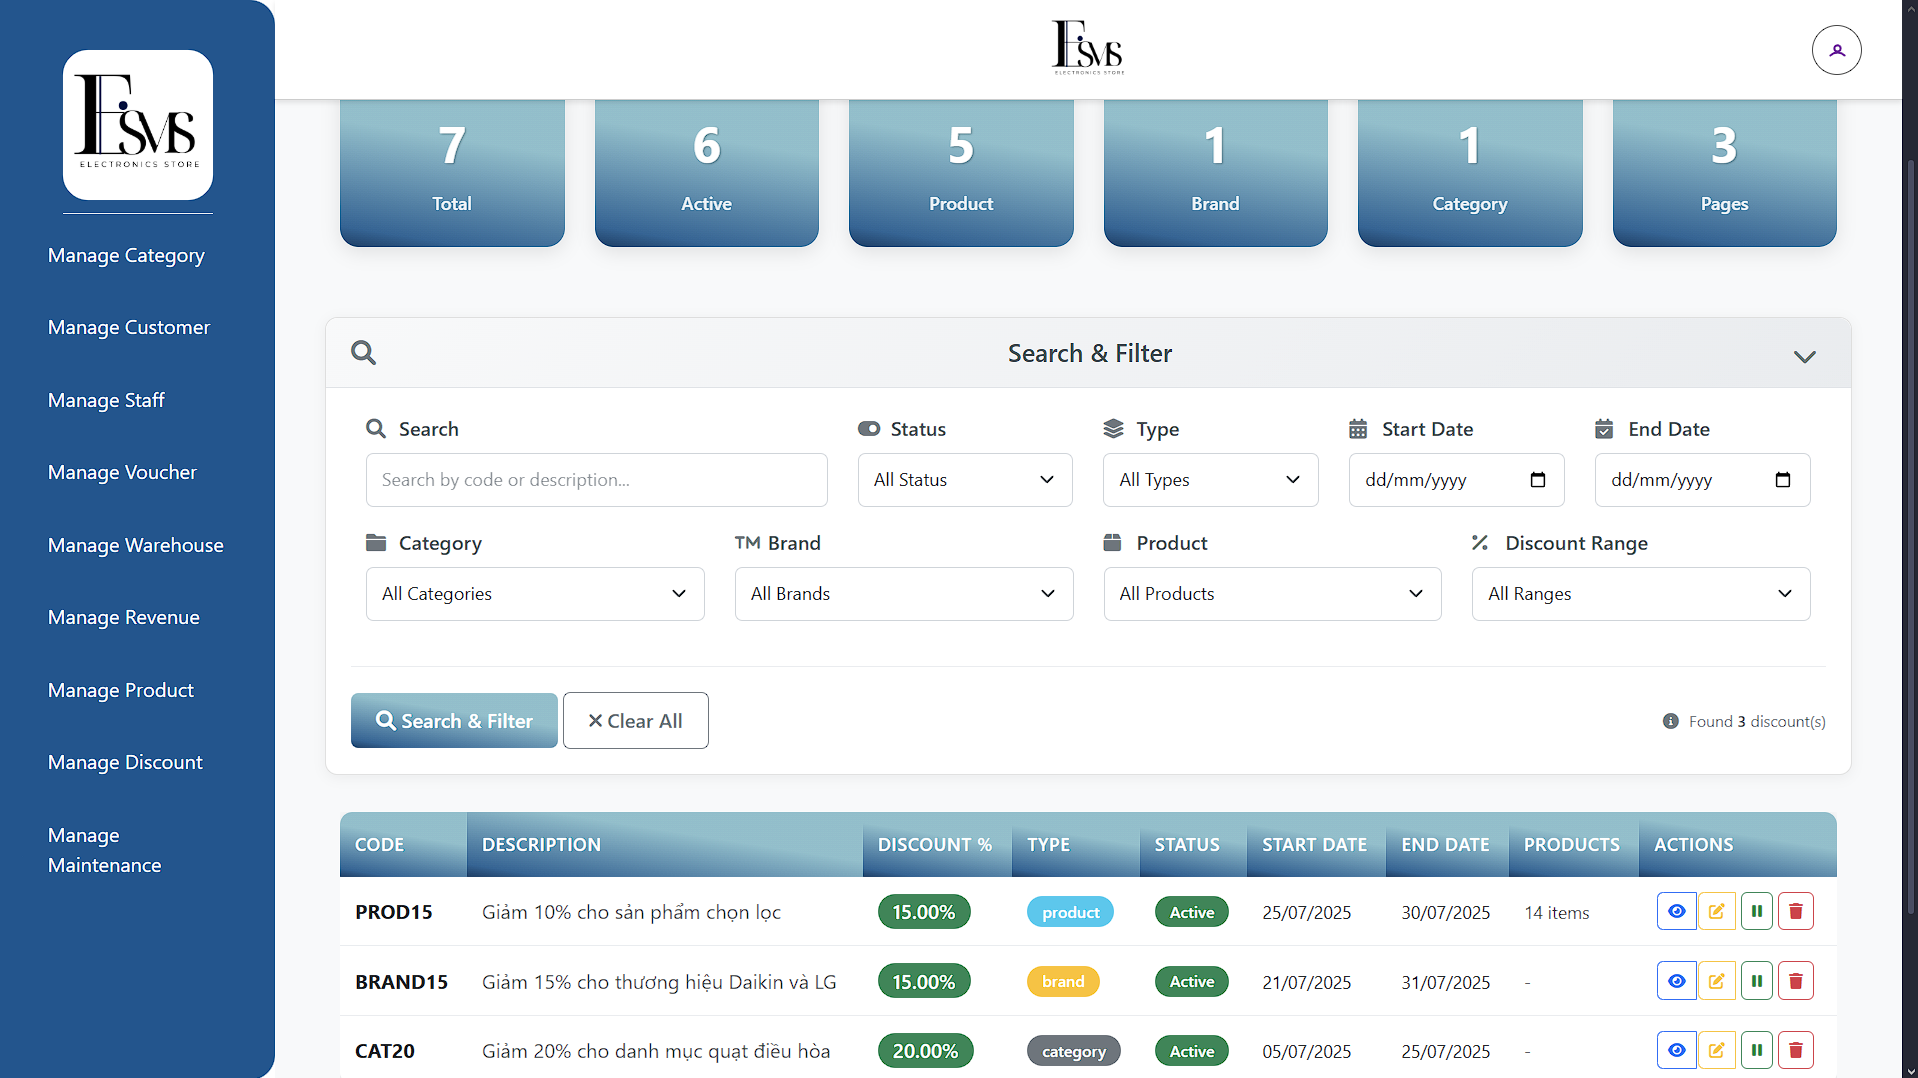 Esvs
ELECTRONICS STORE
Manage Category
Manage Customer
Manage Staff
Manage Voucher
Manage Warehouse
Manage Revenue
Manage Product
Manage Discount
Manage
Maintenance
Esvs
ELECTRONICS STORE
7 6 5 1 1 3
Total Active Product Brand Category Pages
Search & Filter
Search Status Type Start Date End Date
Search by code or description... All Status All Types dd/mm/yyyy dd/mm/yyyy
Category TM Brand Product Discount Range
All Categories All Brands All Products All Ranges
Search & Filter Clear All Found 3 discount(s)
CODE DESCRIPTION DISCOUNT % TYPE STATUS START DATE END DATE PRODUCTS ACTIONS
PROD15 Giảm 10% cho sản phẩm chọn lọc 15.00% product Active 25/07/2025 30/07/2025 14 items
BRAND15 Giảm 15% cho thương hiệu Daikin và LG 15.00% brand Active 21/07/2025 31/07/2025 -
CAT20 Giảm 20% cho danh mục quạt điều hòa 20.00% category Active 05/07/2025 25/07/2025 -